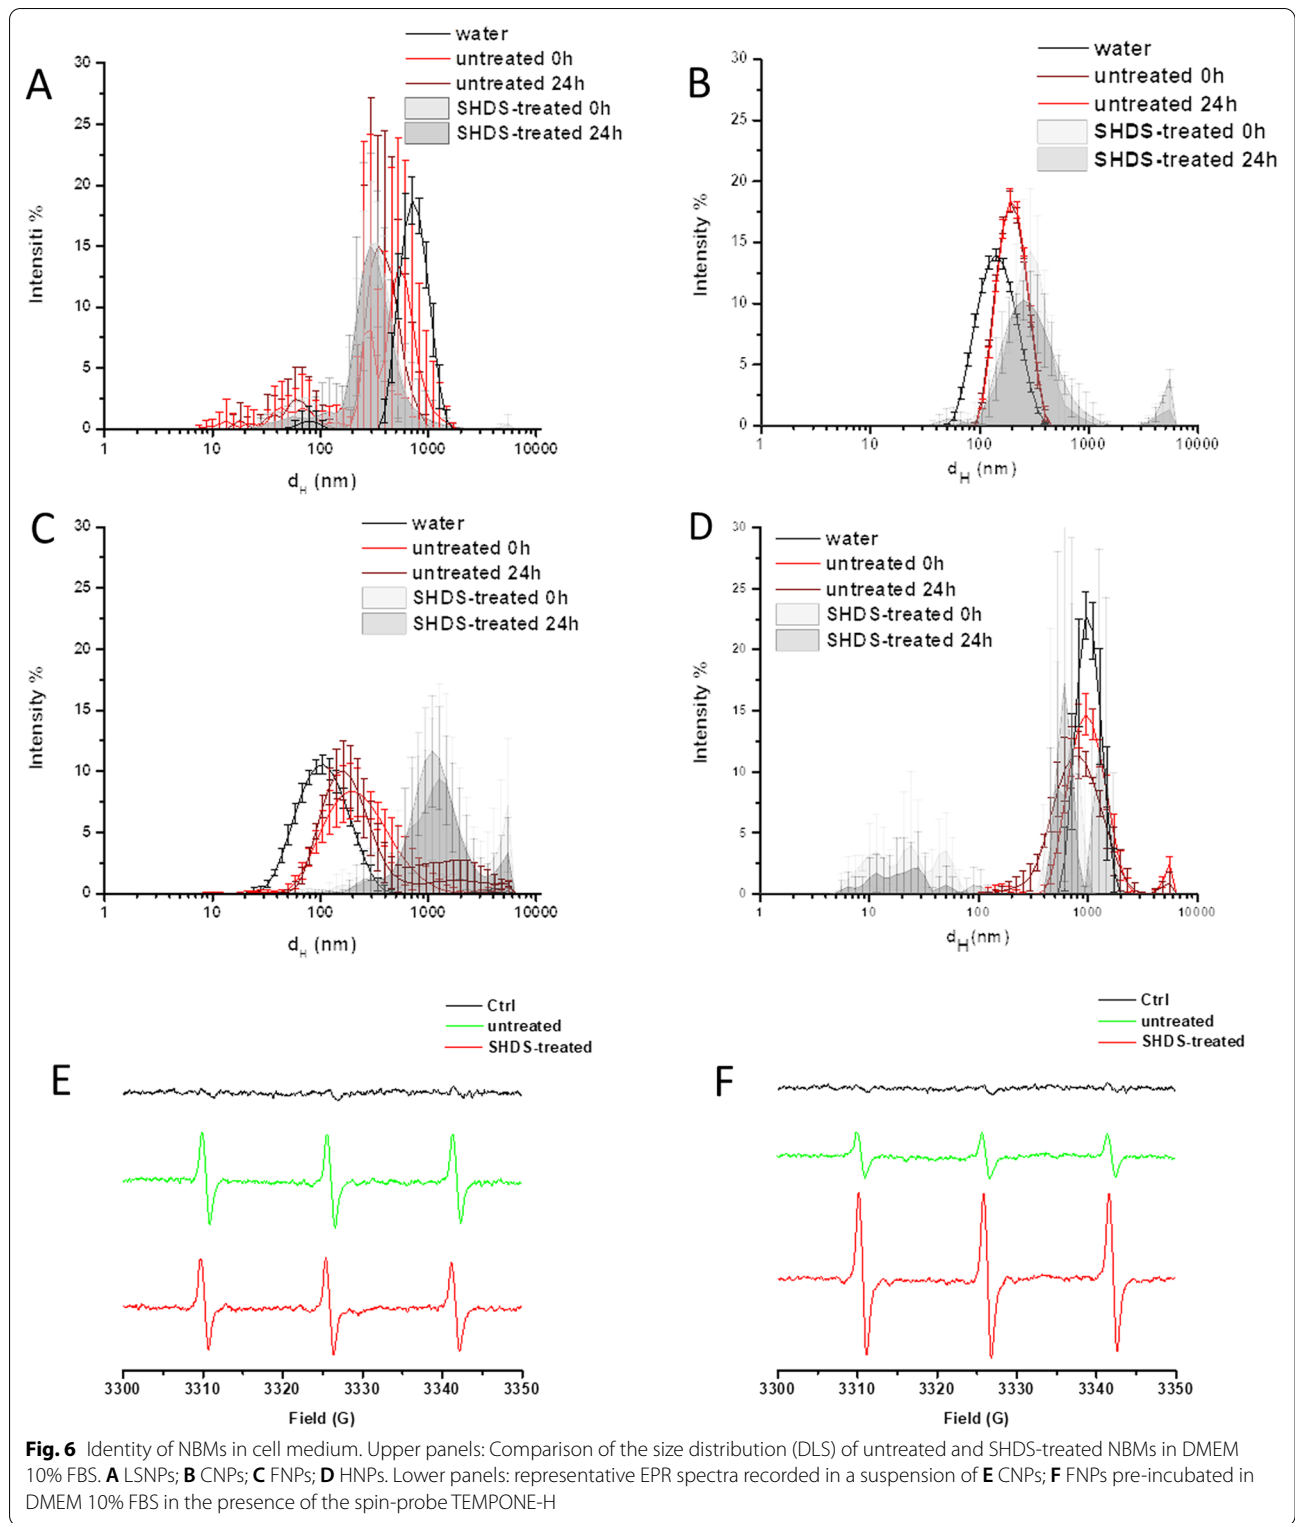 A
water
untreated 0h
untreated 24h
SHDS-treated 0h
SHDS-treated 24h
30
25
20
15
10
5
0
Intensiti %
1 10 100 1000 10000
d_H (nm)
B
water
untreated 0h
untreated 24h
SHDS-treated 0h
SHDS-treated 24h
30
25
20
15
10
5
0
Intensity %
1 10 100 1000 10000
d_H (nm)
C
water
untreated 0h
untreated 24h
SHDS-treated 0h
SHDS-treated 24h
30
25
20
15
10
5
0
Intensity %
1 10 100 1000 10000
d_H (nm)
D
water
untreated 0h
untreated 24h
SHDS-treated 0h
SHDS-treated 24h
30
25
20
15
10
5
0
Intensity %
1 10 100 1000 10000
d_H(nm)
E
Ctrl
untreated
SHDS-treated
3300 3310 3320 3330 3340 3350
Field (G)
F
Ctrl
untreated
SHDS-treated
3300 3310 3320 3330 3340 3350
Field (G)
Fig. 6 Identity of NBMs in cell medium. Upper panels: Comparison of the size distribution (DLS) of untreated and SHDS-treated NBMs in DMEM
10% FBS. A LSNPs; B CNPs; C FNPs; D HNPs. Lower panels: representative EPR spectra recorded in a suspension of E CNPs; F FNPs pre-incubated in
DMEM 10% FBS in the presence of the spin-probe TEMPONE-H